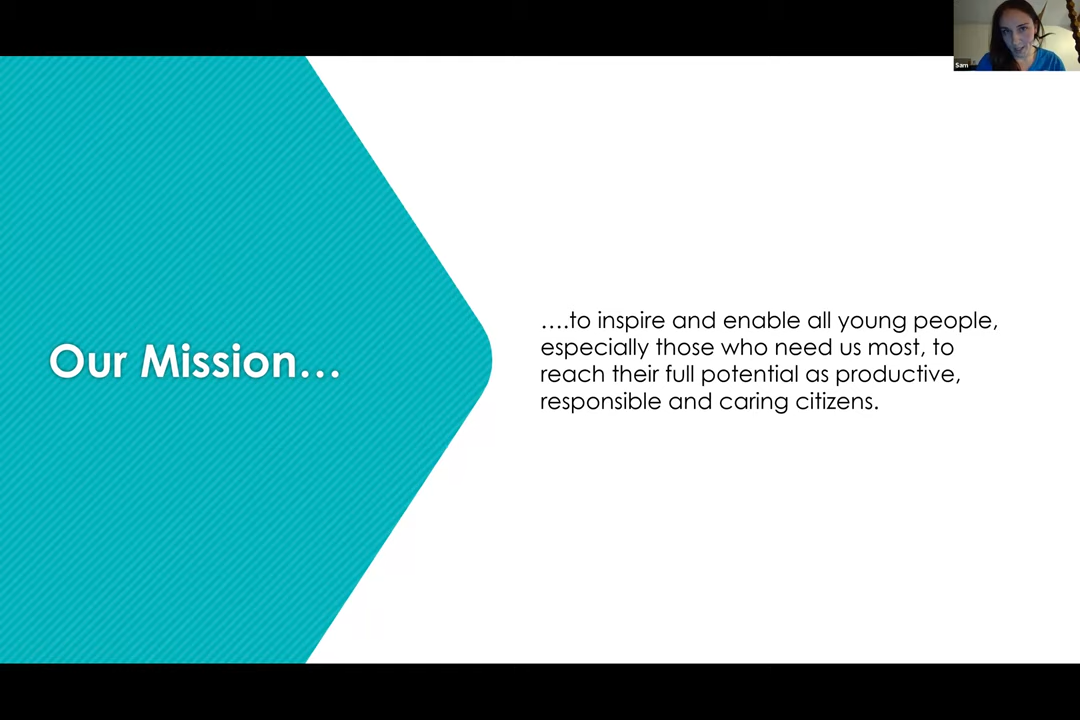 Sam
Our Mission…
….to inspire and enable all young people,
especially those who need us most, to
reach their full potential as productive,
responsible and caring citizens.